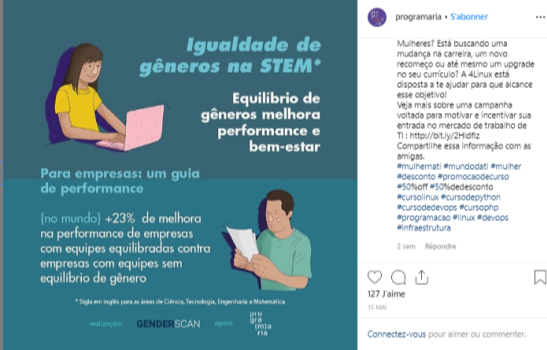 Igualdade de
gêneros na STEM*
Equilíbrio de
gêneros melhora
performance e
bem-estar
Para empresas: um guia
de performance
{no mundo} +23% de melhora
na performance de empresas
com equipes equilibradas contra
empresas com equipes sem
equilíbrio de gênero
* Sigla em inglês para as áreas de Ciência, Tecnologia, Engenharia e Matemática
realização: GENDERSCAN apoio: pro
gra
{m}a
ria
programaria • S'abonner
Mulheres? Está buscando uma
mudança na carreira, um novo
recomeço ou até mesmo um upgrade
no seu currículo? A 4Linux está
disposta a te ajudar para que alcance
esse objetivo!
Veja mais sobre uma campanha
voltada para motivar e incentivar sua
entrada no mercado de trabalho de
TI : http://bit.ly/2Hidfiz
Compartilhe essa informação com as
amigas.
#mulhernati #mundodati #mulher
#desconto #promocaodecurso
#50%off #50%dedesconto
#cursolinux #cursodepython
#cursodedevops #cursophp
#programacao #linux #devops
#infraestrutura
2 sem Répondre
127 J'aime
15 MAI
Connectez-vous pour aimer ou commenter.